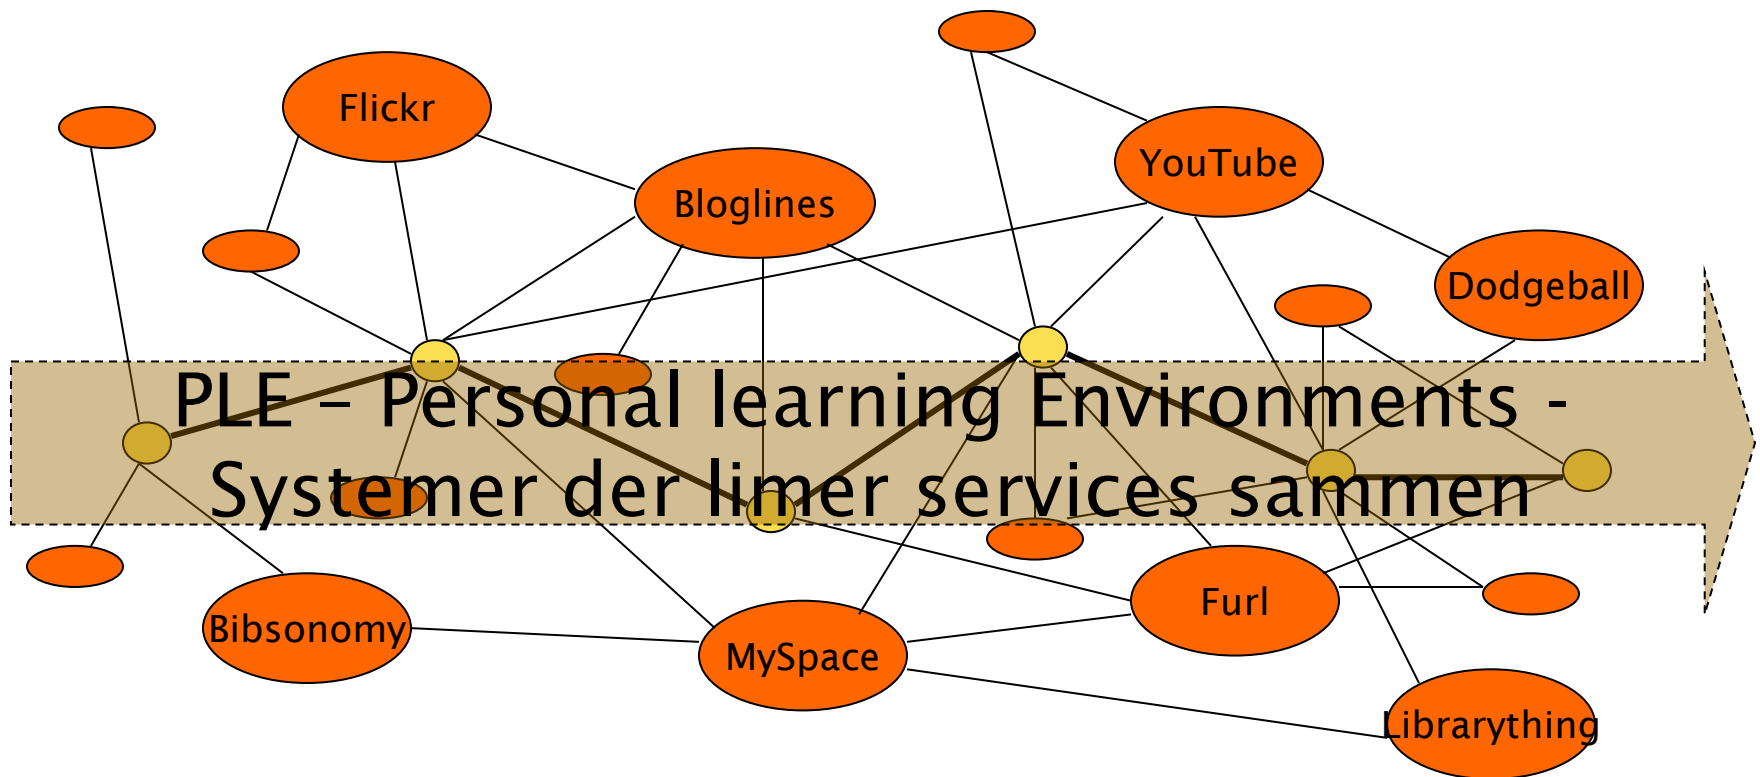 Flickr
YouTube
Bloglines
Dodgeball
PLE – Personal learning Environments -
Systemer der limer services sammen
Furl
Bibsonomy
MySpace
Librarything